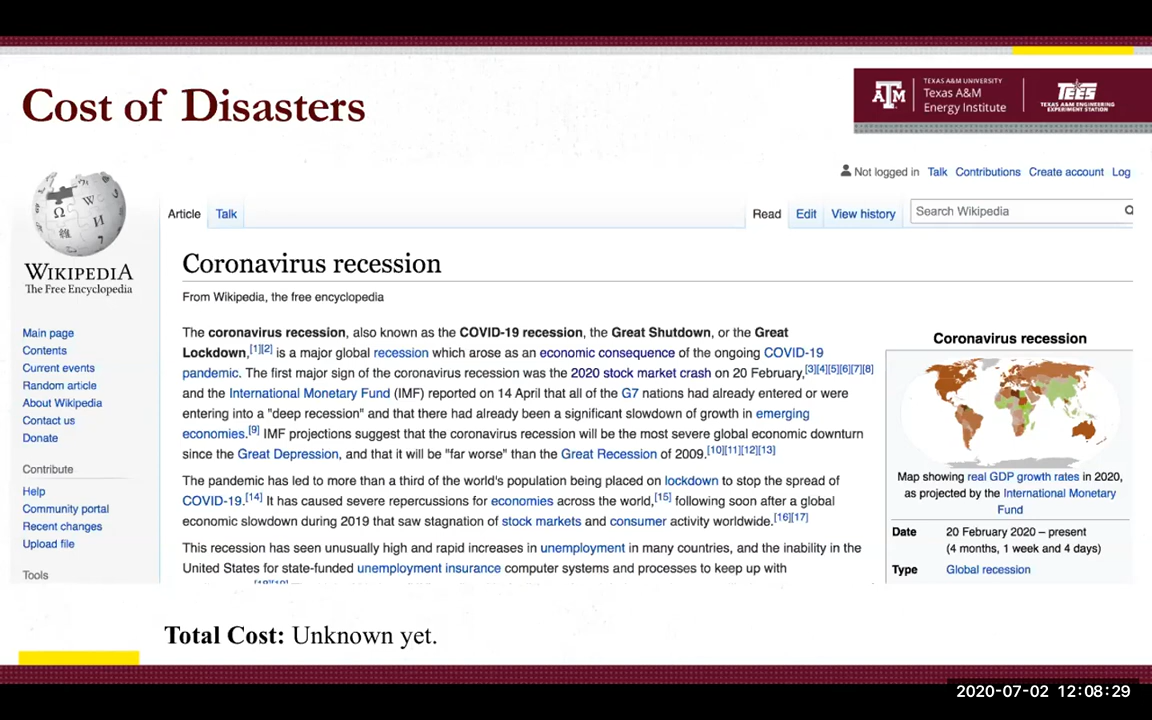 Cost of Disasters
TEXAS A&M UNIVERSITY
Texas A&M
Energy Institute
TEES
TEXAS A&M ENGINEERING
EXPERIMENT STATION
Not logged in Talk Contributions Create account Log
Article Talk Read Edit View history Search Wikipedia
WIKIPEDIA
The Free Encyclopedia
Main page
Contents
Current events
Random article
About Wikipedia
Contact us
Donate
Contribute
Help
Community portal
Recent changes
Upload file
Tools
Coronavirus recession
From Wikipedia, the free encyclopedia
The coronavirus recession, also known as the COVID-19 recession, the Great Shutdown, or the Great
Lockdown,[1][2] is a major global recession which arose as an economic consequence of the ongoing COVID-19
pandemic. The first major sign of the coronavirus recession was the 2020 stock market crash on 20 February,[3][4][5][6][7][8]
and the International Monetary Fund (IMF) reported on 14 April that all of the G7 nations had already entered or were
entering into a "deep recession" and that there had already been a significant slowdown of growth in emerging
economies.[9] IMF projections suggest that the coronavirus recession will be the most severe global economic downturn
since the Great Depression, and that it will be "far worse" than the Great Recession of 2009.[10][11][12][13]
The pandemic has led to more than a third of the world's population being placed on lockdown to stop the spread of
COVID-19.[14] It has caused severe repercussions for economies across the world,[15] following soon after a global
economic slowdown during 2019 that saw stagnation of stock markets and consumer activity worldwide.[16][17]
This recession has seen unusually high and rapid increases in unemployment in many countries, and the inability in the
United States for state-funded unemployment insurance computer systems and processes to keep up with
Coronavirus recession
Map showing real GDP growth rates in 2020,
as projected by the International Monetary
Fund
Date 20 February 2020 – present
(4 months, 1 week and 4 days)
Type Global recession
Total Cost: Unknown yet.
2020-07-02 12:08:29